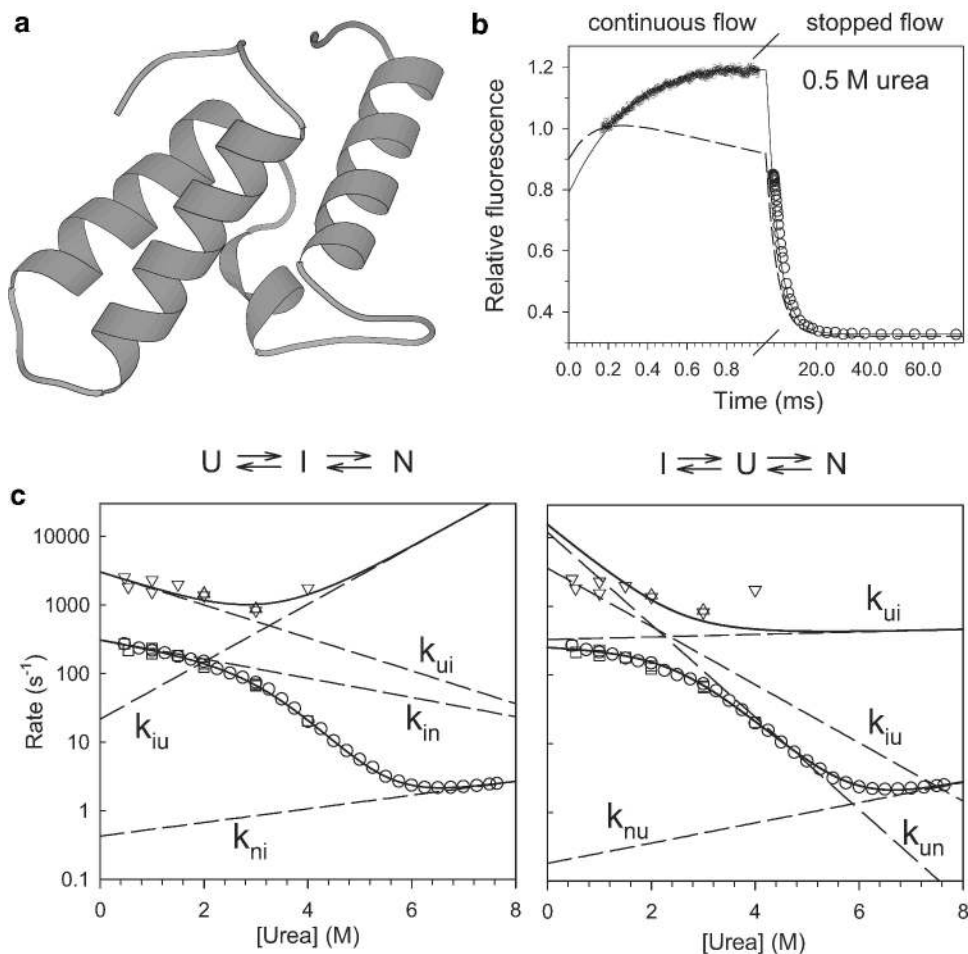 a
b
continuous flow
stopped flow
0.5 M urea
Relative fluorescence
1.2
1.0
0.8
0.6
0.4
0.0 0.2 0.4 0.6 0.8 20.0 40.0 60.0
Time (ms)
U ⇌ I ⇌ N
I ⇌ U ⇌ N
c
Rate (s⁻¹)
10000
1000
100
10
1
0.1
k_ui
k_in
k_iu
k_ni
0 2 4 6 8
[Urea] (M)
k_ui
k_iu
k_nu
k_un
0 2 4 6 8
[Urea] (M)